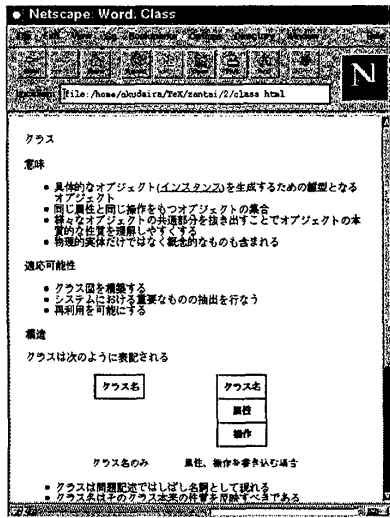 Netscape: Word, Class
file:/home/okudaira/TeX/zentai/2/class.html
N
クラス
意味
具体的なオブジェクト(インスタンス)を生成するための雛型となる
オブジェクト
同じ属性と同じ操作をもつオブジェクトの集合
様々なオブジェクトの共通部分を抜き出すことでオブジェクトの本
質的な性質を理解しやすくする
物理的実体だけではなく概念的なものも含まれる
適応可能性
クラス図を構築する
システムにおける重要なものの抽出を行なう
再利用を可能にする
構造
クラスは次のように表記される
クラス名 クラス名
属性
操作
クラス名のみ 属性、操作を書き込む場合
クラスは問題記述ではしばし名詞として現れる
クラス名はそのクラス本来の性質を反映すべきである